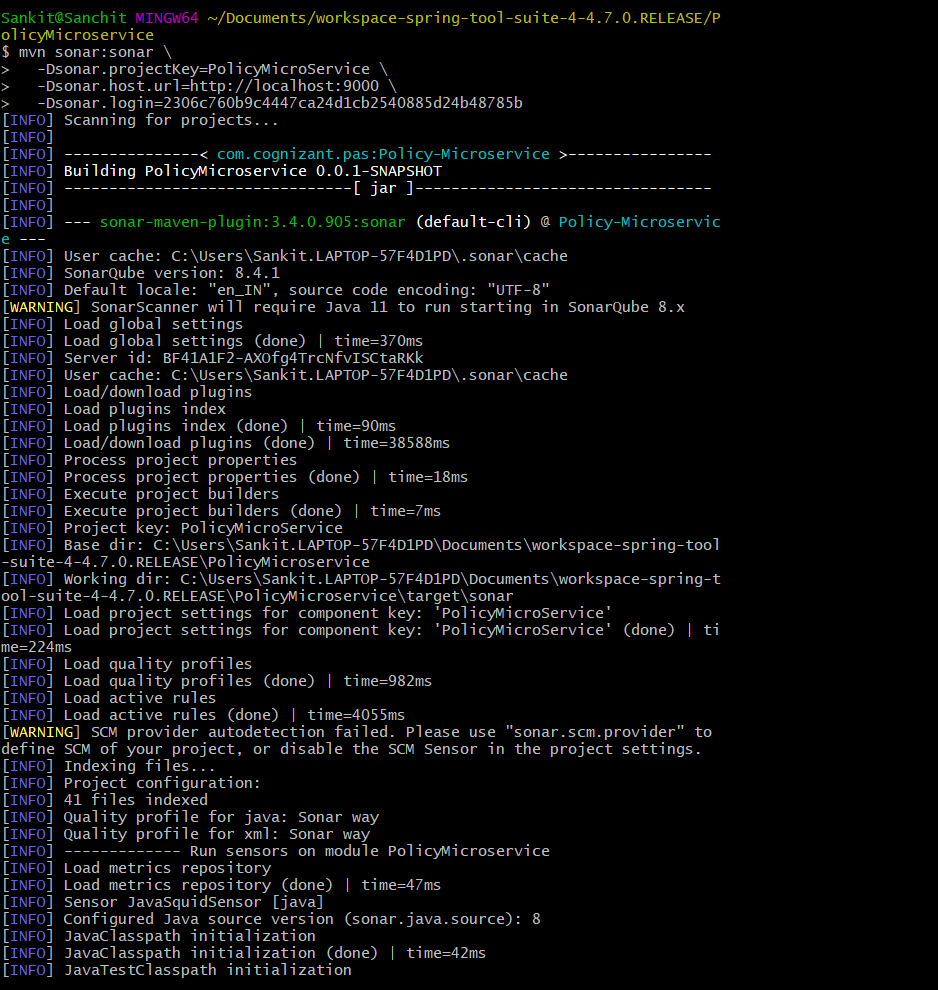 Sankit@Sanchit MINGW64 ~/Documents/workspace-spring-tool-suite-4-4.7.0.RELEASE/P
olicyMicroservice
$ mvn sonar:sonar \
>   -Dsonar.projectKey=PolicyMicroService \
>   -Dsonar.host.url=http://localhost:9000 \
>   -Dsonar.login=2306c760b9c4447ca24d1cb2540885d24b48785b
[INFO] Scanning for projects...
[INFO]
[INFO] ---------------< com.cognizant.pas:Policy-Microservice >----------------
[INFO] Building PolicyMicroservice 0.0.1-SNAPSHOT
[INFO] --------------------------------[ jar ]---------------------------------
[INFO]
[INFO] --- sonar-maven-plugin:3.4.0.905:sonar (default-cli) @ Policy-Microservic
e ---
[INFO] User cache: C:\Users\Sankit.LAPTOP-57F4D1PD\.sonar\cache
[INFO] SonarQube version: 8.4.1
[INFO] Default locale: "en_IN", source code encoding: "UTF-8"
[WARNING] SonarScanner will require Java 11 to run starting in SonarQube 8.x
[INFO] Load global settings
[INFO] Load global settings (done) | time=370ms
[INFO] Server id: BF41A1F2-AXOfg4TrcNfvISCtaRKk
[INFO] User cache: C:\Users\Sankit.LAPTOP-57F4D1PD\.sonar\cache
[INFO] Load/download plugins
[INFO] Load plugins index
[INFO] Load plugins index (done) | time=90ms
[INFO] Load/download plugins (done) | time=38588ms
[INFO] Process project properties
[INFO] Process project properties (done) | time=18ms
[INFO] Execute project builders
[INFO] Execute project builders (done) | time=7ms
[INFO] Project key: PolicyMicroService
[INFO] Base dir: C:\Users\Sankit.LAPTOP-57F4D1PD\Documents\workspace-spring-tool
-suite-4-4.7.0.RELEASE\PolicyMicroservice
[INFO] Working dir: C:\Users\Sankit.LAPTOP-57F4D1PD\Documents\workspace-spring-t
ool-suite-4-4.7.0.RELEASE\PolicyMicroservice\target\sonar
[INFO] Load project settings for component key: 'PolicyMicroService'
[INFO] Load project settings for component key: 'PolicyMicroService' (done) | ti
me=224ms
[INFO] Load quality profiles
[INFO] Load quality profiles (done) | time=982ms
[INFO] Load active rules
[INFO] Load active rules (done) | time=4055ms
[WARNING] SCM provider autodetection failed. Please use "sonar.scm.provider" to
define SCM of your project, or disable the SCM Sensor in the project settings.
[INFO] Indexing files...
[INFO] Project configuration:
[INFO] 41 files indexed
[INFO] Quality profile for java: Sonar way
[INFO] Quality profile for xml: Sonar way
[INFO] ------------- Run sensors on module PolicyMicroservice
[INFO] Load metrics repository
[INFO] Load metrics repository (done) | time=47ms
[INFO] Sensor JavaSquidSensor [java]
[INFO] Configured Java source version (sonar.java.source): 8
[INFO] JavaClasspath initialization
[INFO] JavaClasspath initialization (done) | time=42ms
[INFO] JavaTestClasspath initialization